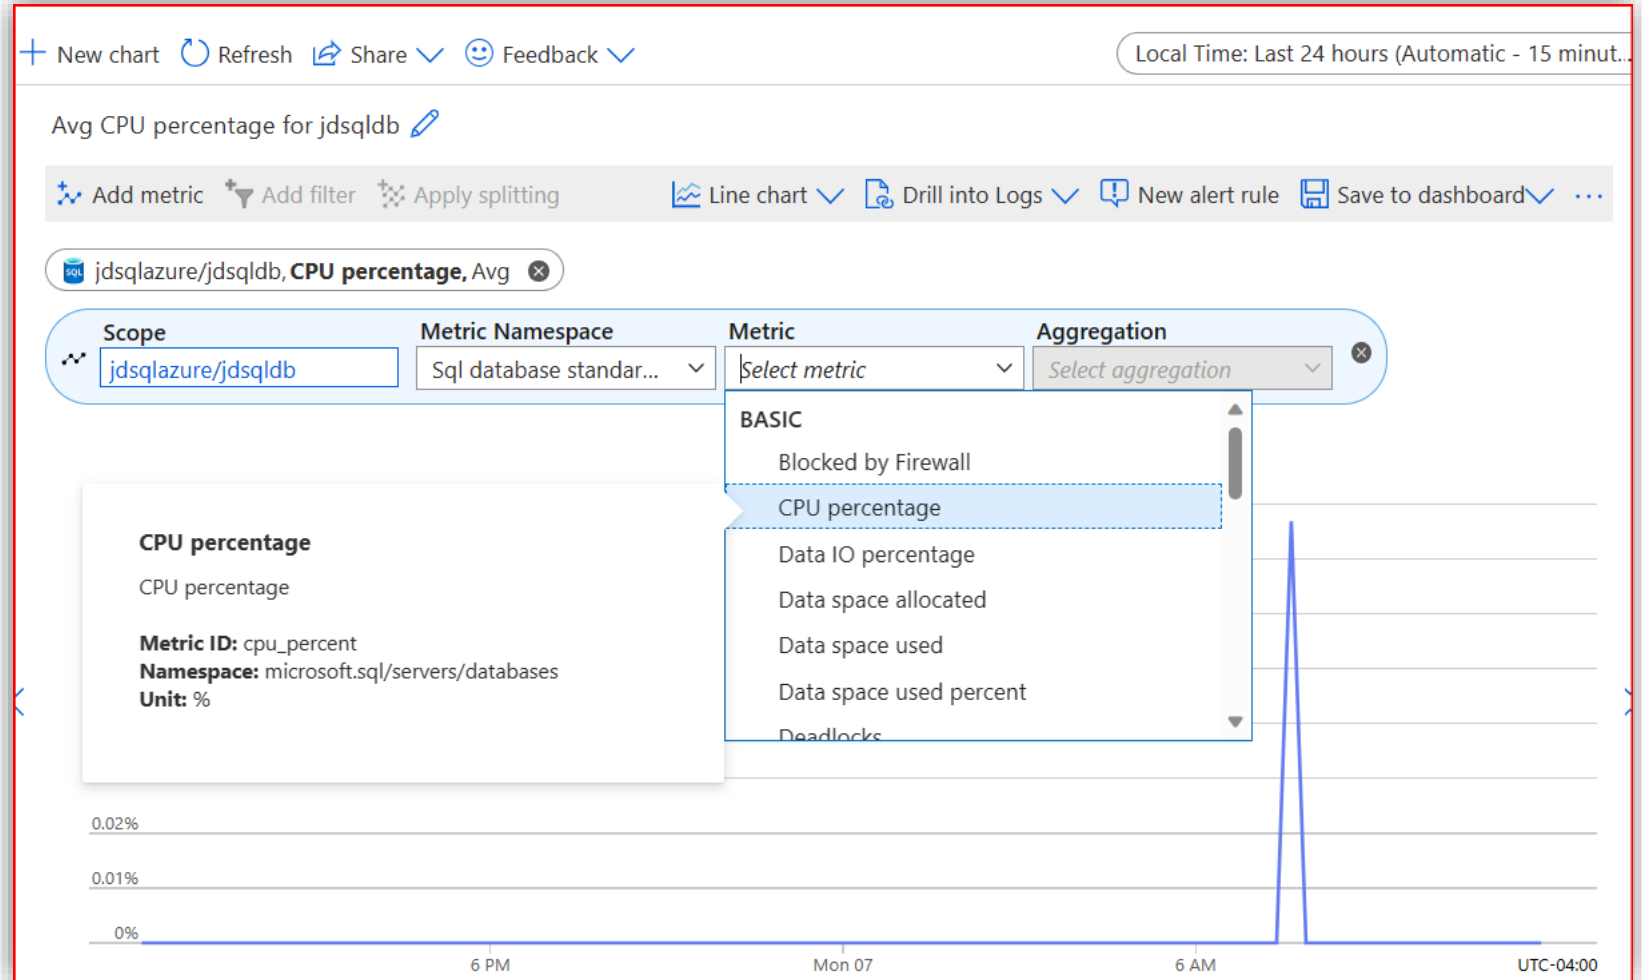 New chart Refresh Share Feedback Local Time: Last 24 hours (Automatic - 15 minut...
Avg CPU percentage for jdsqldb
Add metric Add filter Apply splitting Line chart Drill into Logs New alert rule Save to dashboard ...
SQL jdsqlazure/jdsqldb, CPU percentage, Avg
Scope Metric Namespace Metric Aggregation
jdsqlazure/jdsqldb Sql database standar... Select metric Select aggregation
BASIC
Blocked by Firewall
CPU percentage
Data IO percentage
Data space allocated
Data space used
Data space used percent
Deadlocks
CPU percentage
CPU percentage
Metric ID: cpu_percent
Namespace: microsoft.sql/servers/databases
Unit: %
0.02%
0.01%
0%
6 PM Mon 07 6 AM UTC-04:00